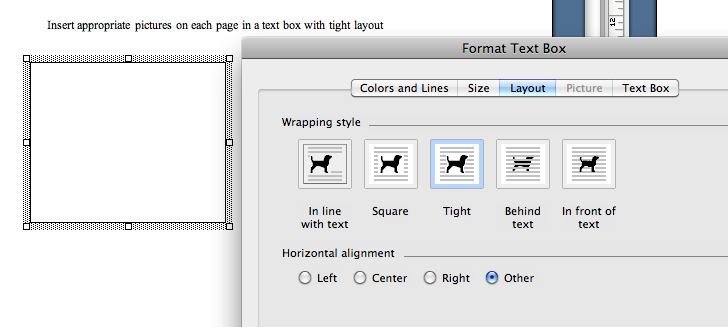 Insert appropriate pictures on each page in a text box with tight layout
12
Format Text Box
Colors and Lines Size Layout Picture Text Box
Wrapping style
In line with text Square Tight Behind text In front of text
Horizontal alignment
Left Center Right Other